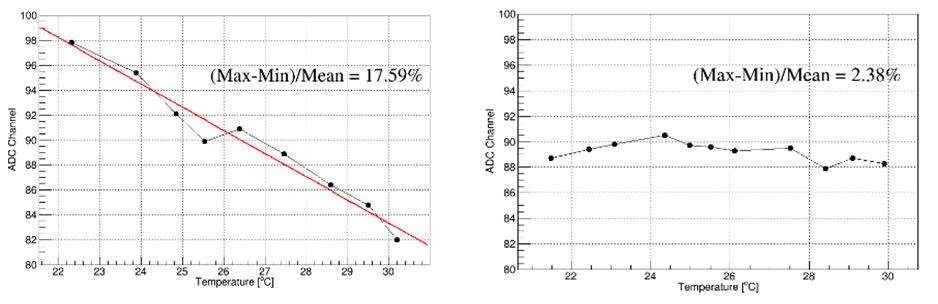 100
98
96
94
92
90
88
86
84
82
80
ADC Channel
(Max-Min)/Mean = 17.59%
22 23 24 25 26 27 28 29 30
Temperature [°C]
100
98
96
94
92
90
88
86
84
82
80
ADC Channel
(Max-Min)/Mean = 2.38%
22 24 26 28 30
Temperature [°C]